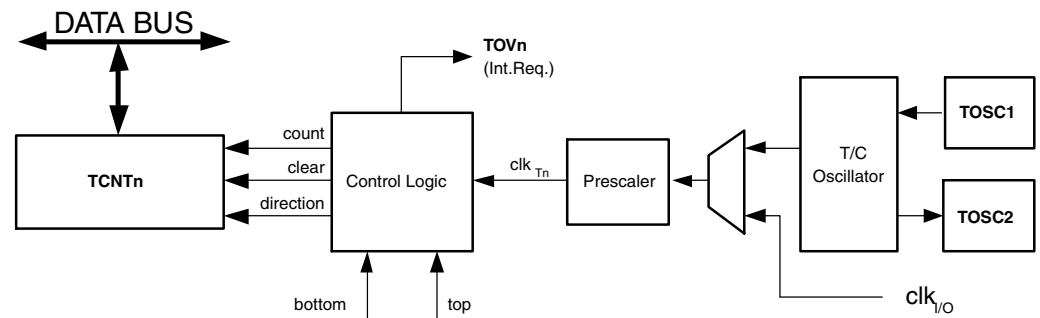 DATA BUS
TOVn
(Int.Req.)
TOSC1
count
T/C
Oscillator
TCNTn
clear
Control Logic
clk Tn
Prescaler
direction
TOSC2
bottom
top
clkI/O